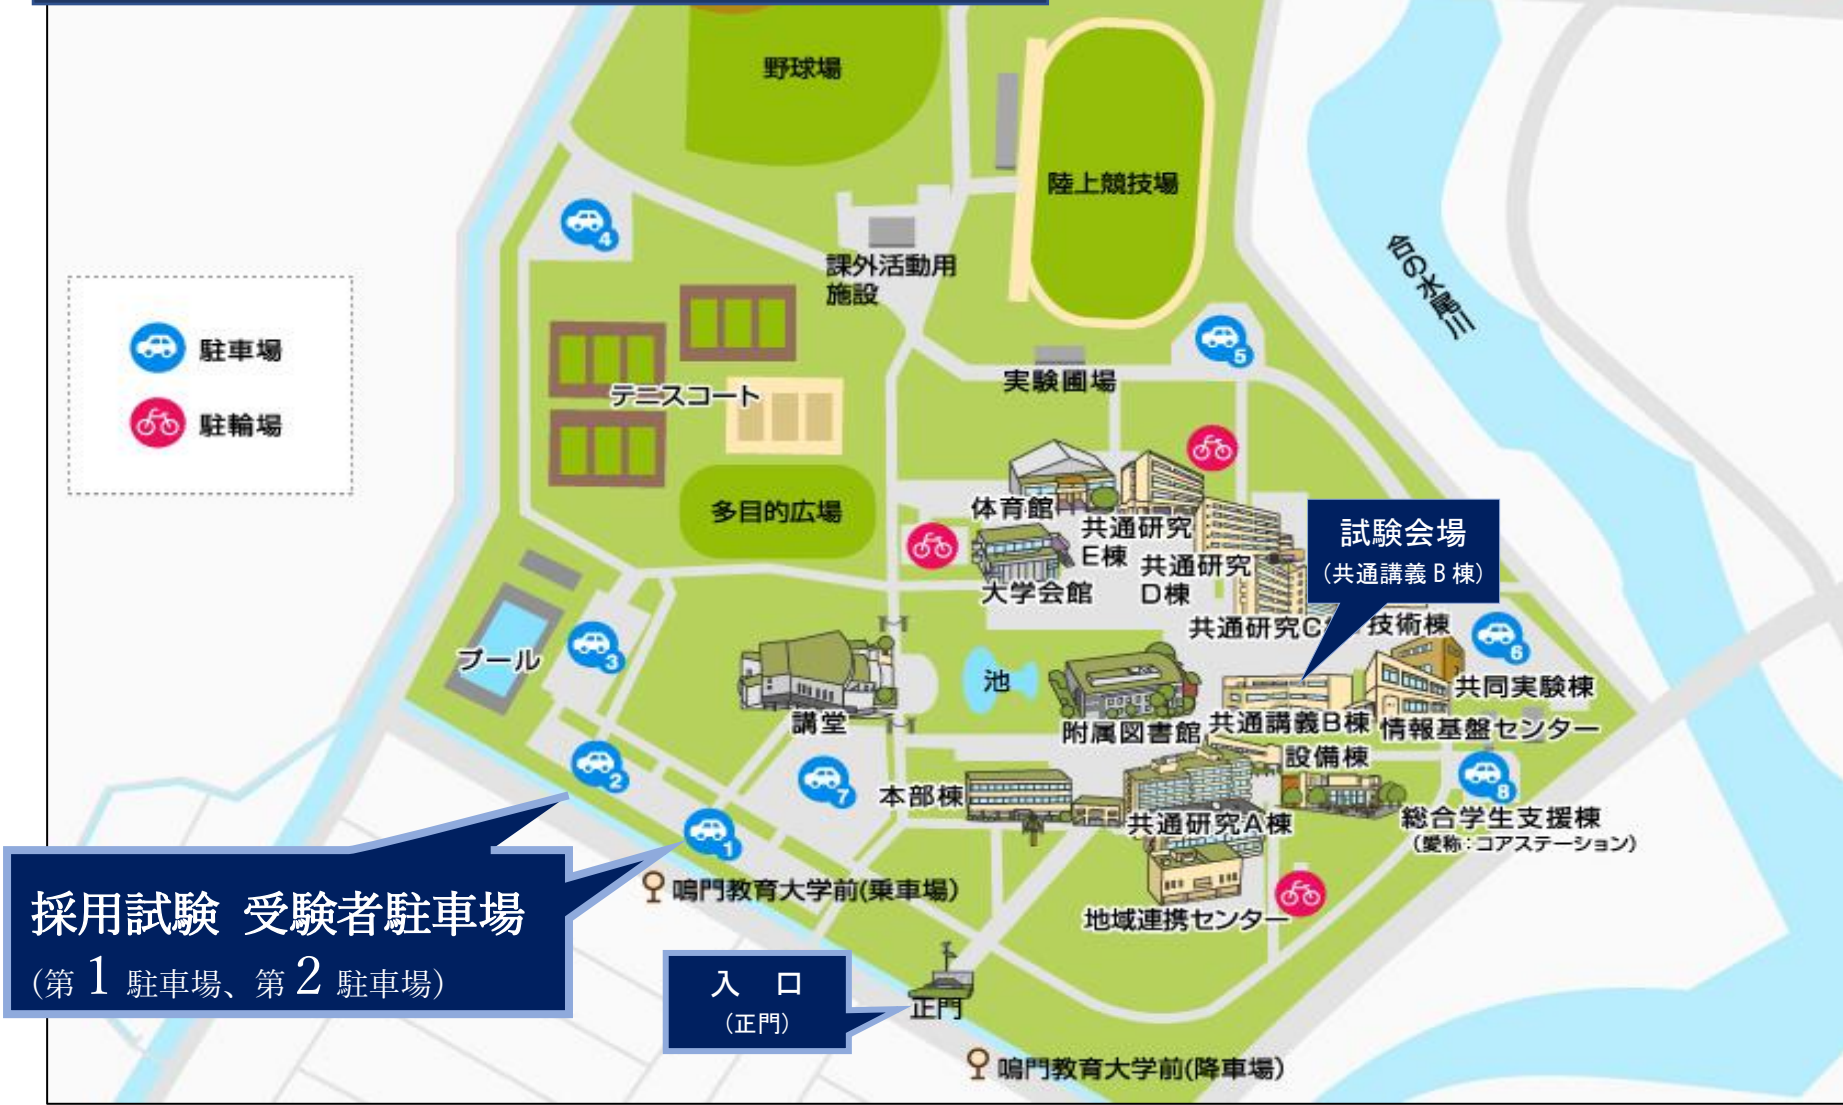 野球場
陸上競技場
4
課外活動用
施設
合の水尾川
5
駐車場
駐輪場
実験圃場
テニスコート
多目的広場
体育館
共通研究
E棟
共通研究
D棟
大学会館
試験会場
（共通講義 B 棟）
共通研究C
技術棟
6
プール
3
講堂
池
附属図書館
共通講義B棟
共同実験棟
情報基盤センター
設備棟
2
7
8
本部棟
1
共通研究A棟
総合学生支援棟
（愛称：コアステーション）
鳴門教育大学前(乗車場)
地域連携センター
採用試験 受験者駐車場
（第 1 駐車場、第 2 駐車場）
入 口
（正門）
正門
鳴門教育大学前(降車場)